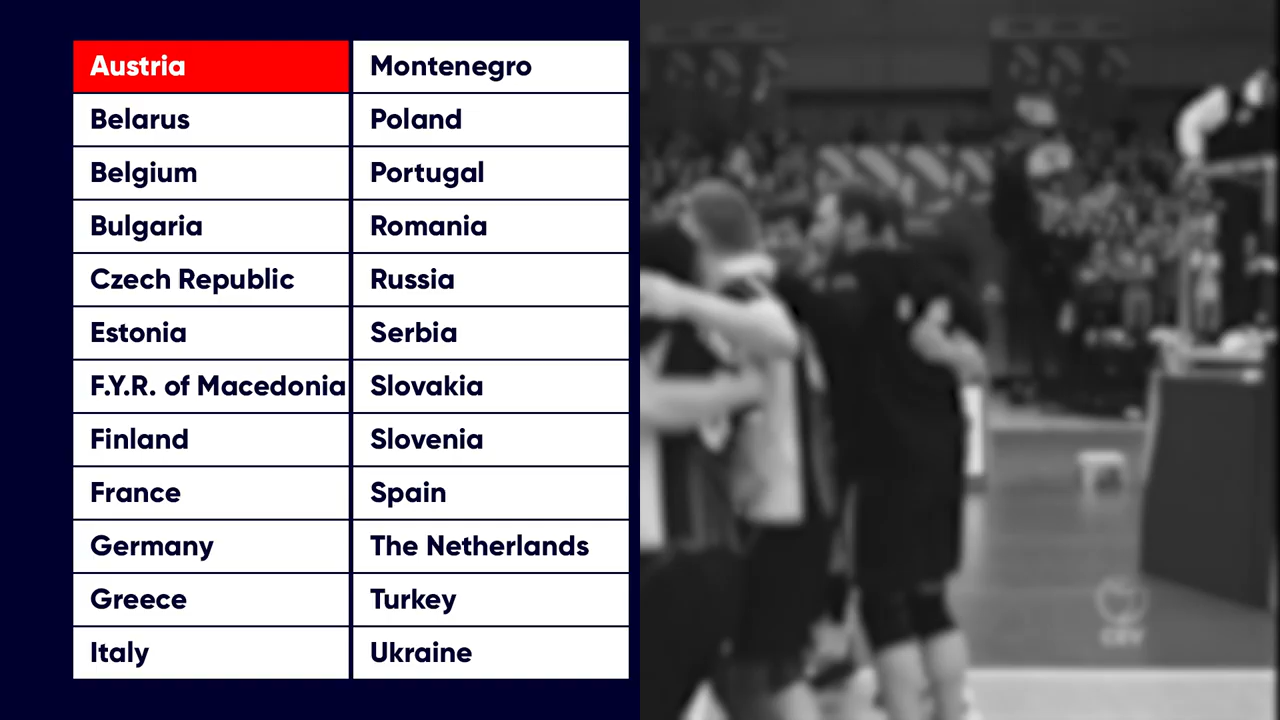 Austria
Montenegro
Belarus
Poland
Belgium
Portugal
Bulgaria
Romania
Czech Republic
Russia
Estonia
Serbia
F.Y.R. of Macedonia
Slovakia
Finland
Slovenia
France
Spain
Germany
The Netherlands
Greece
Turkey
Italy
Ukraine
CEV